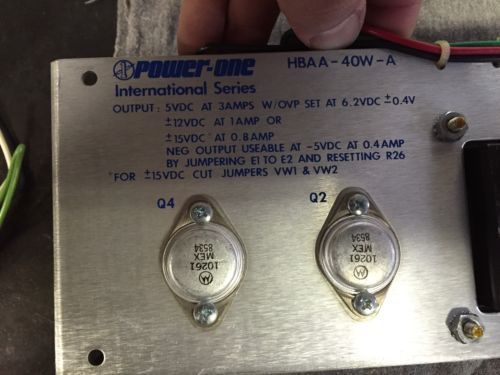 power-one
HBAA-40W-A
International Series
OUTPUT: 5VDC AT 3AMPS W/OVP SET AT 6.2VDC ±0.4V
±12VDC AT 1AMP OR
±15VDC* AT 0.8AMP
NEG OUTPUT USEABLE AT -5VDC AT 0.4AMP
BY JUMPERING E1 TO E2 AND RESETTING R26
*FOR ±15VDC CUT JUMPERS VW1 & VW2
Q4
Q2
10261
MEX
8534
10261
MEX
8534